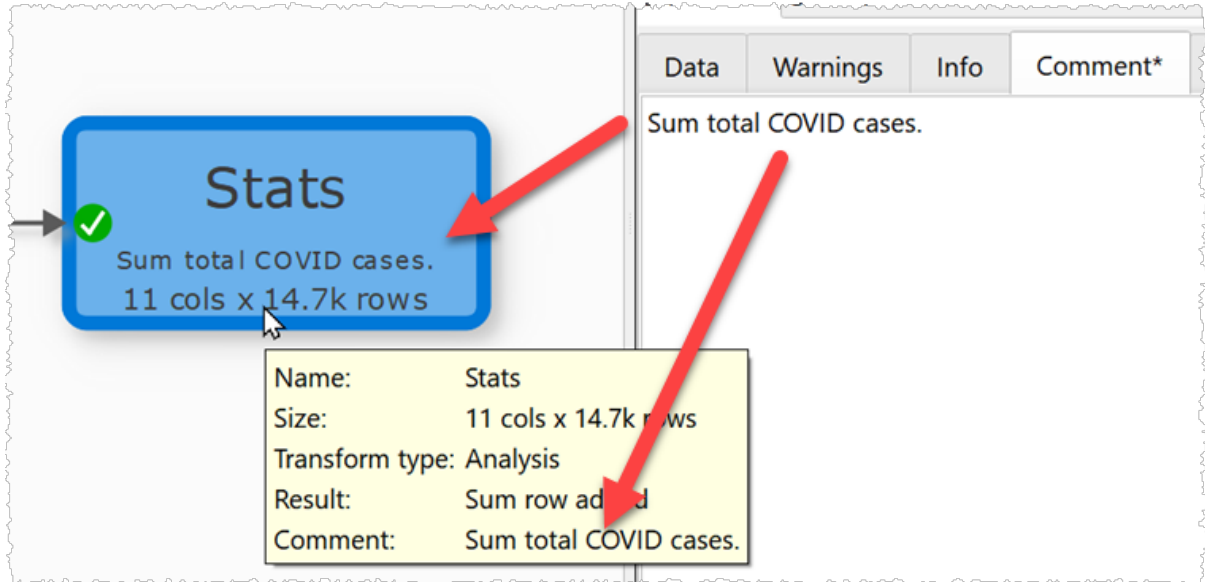 Data Warnings Info Comment*
Sum total COVID cases.
Stats
Sum total COVID cases.
11 cols x 14.7k rows
Name: Stats
Size: 11 cols x 14.7k rows
Transform type: Analysis
Result: Sum row added
Comment: Sum total COVID cases.